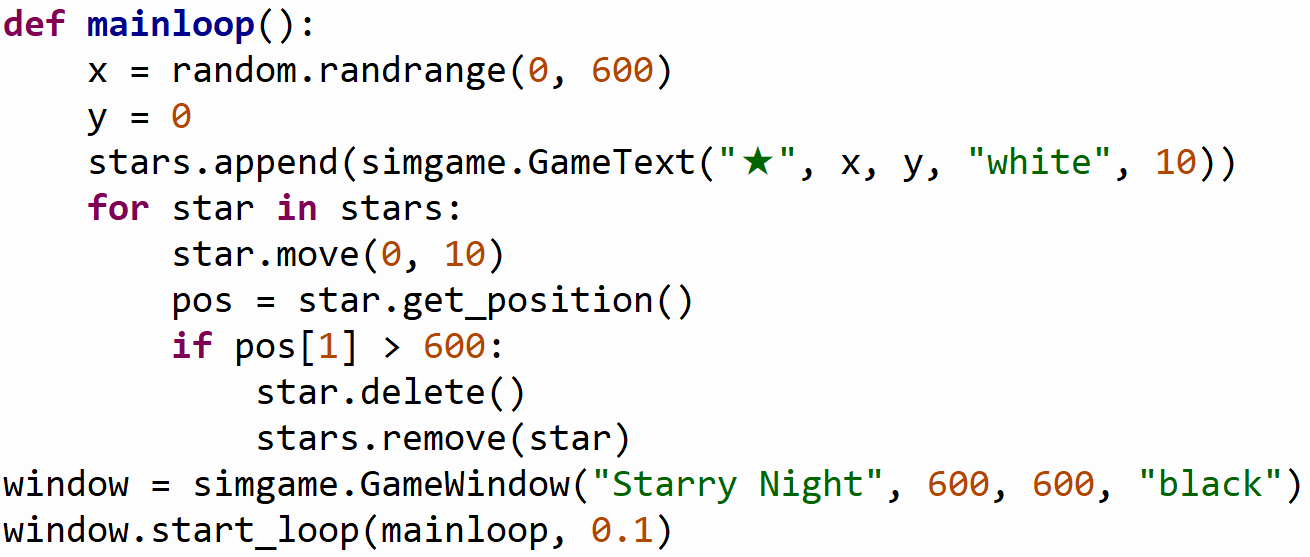 def mainloop():
    x = random.randrange(0, 600)
    y = 0
    stars.append(simgame.GameText("★", x, y, "white", 10))
    for star in stars:
        star.move(0, 10)
        pos = star.get_position()
        if pos[1] > 600:
            star.delete()
            stars.remove(star)
window = simgame.GameWindow("Starry Night", 600, 600, "black")
window.start_loop(mainloop, 0.1)